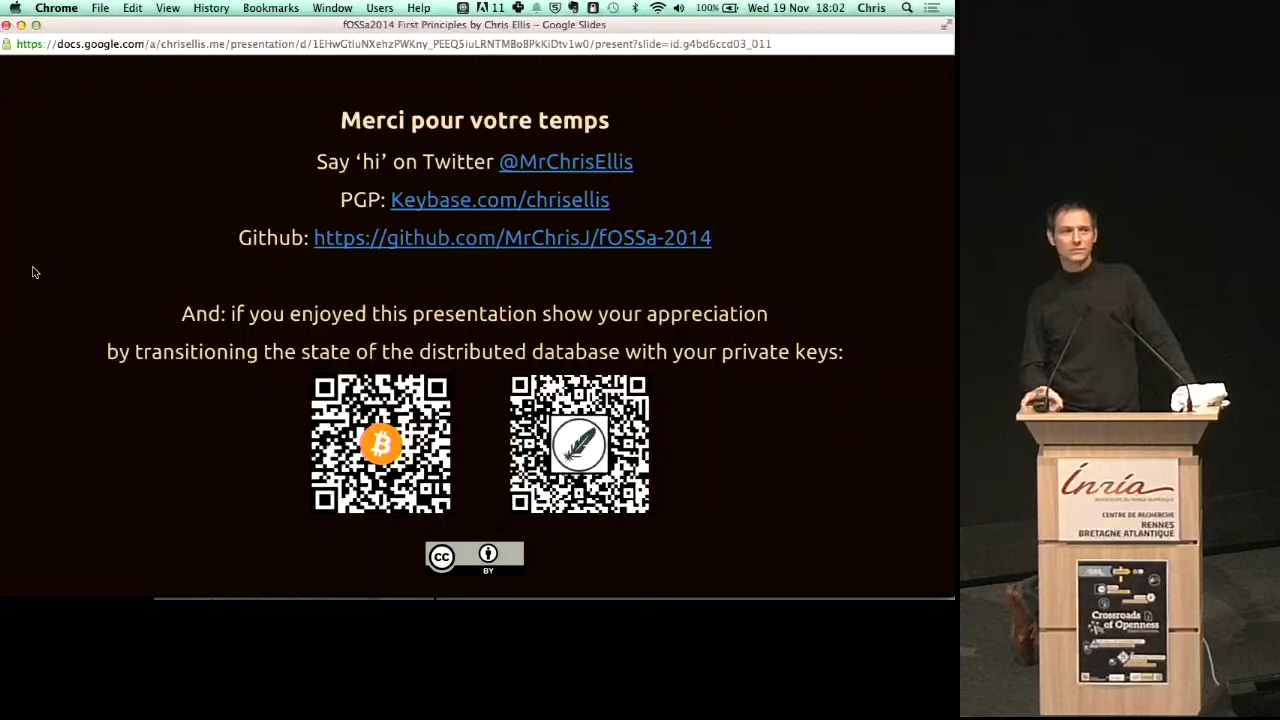 Chrome File Edit View History Bookmarks Window Users Help 11 5 100% Wed 19 Nov 18:02 Chris
fOSSa2014 First Principles by Chris Ellis – Google Slides
https://docs.google.com/a/chrisellis.me/presentation/d/1EHwGtluNXehzPWKny_PEEQ5iuLRNTMBoBPkKiDtv1w0/present?slide=id.g4bd6ccd03_011
Merci pour votre temps
Say ‘hi’ on Twitter @MrChrisEllis
PGP: Keybase.com/chrisellis
Github: https://github.com/MrChrisJ/fOSSa-2014
And: if you enjoyed this presentation show your appreciation
by transitioning the state of the distributed database with your private keys:
cc
BY
Inria
CENTRE DE RECHERCHE
RENNES
BRETAGNE ATLANTIQUE
Crossroads
of Openness